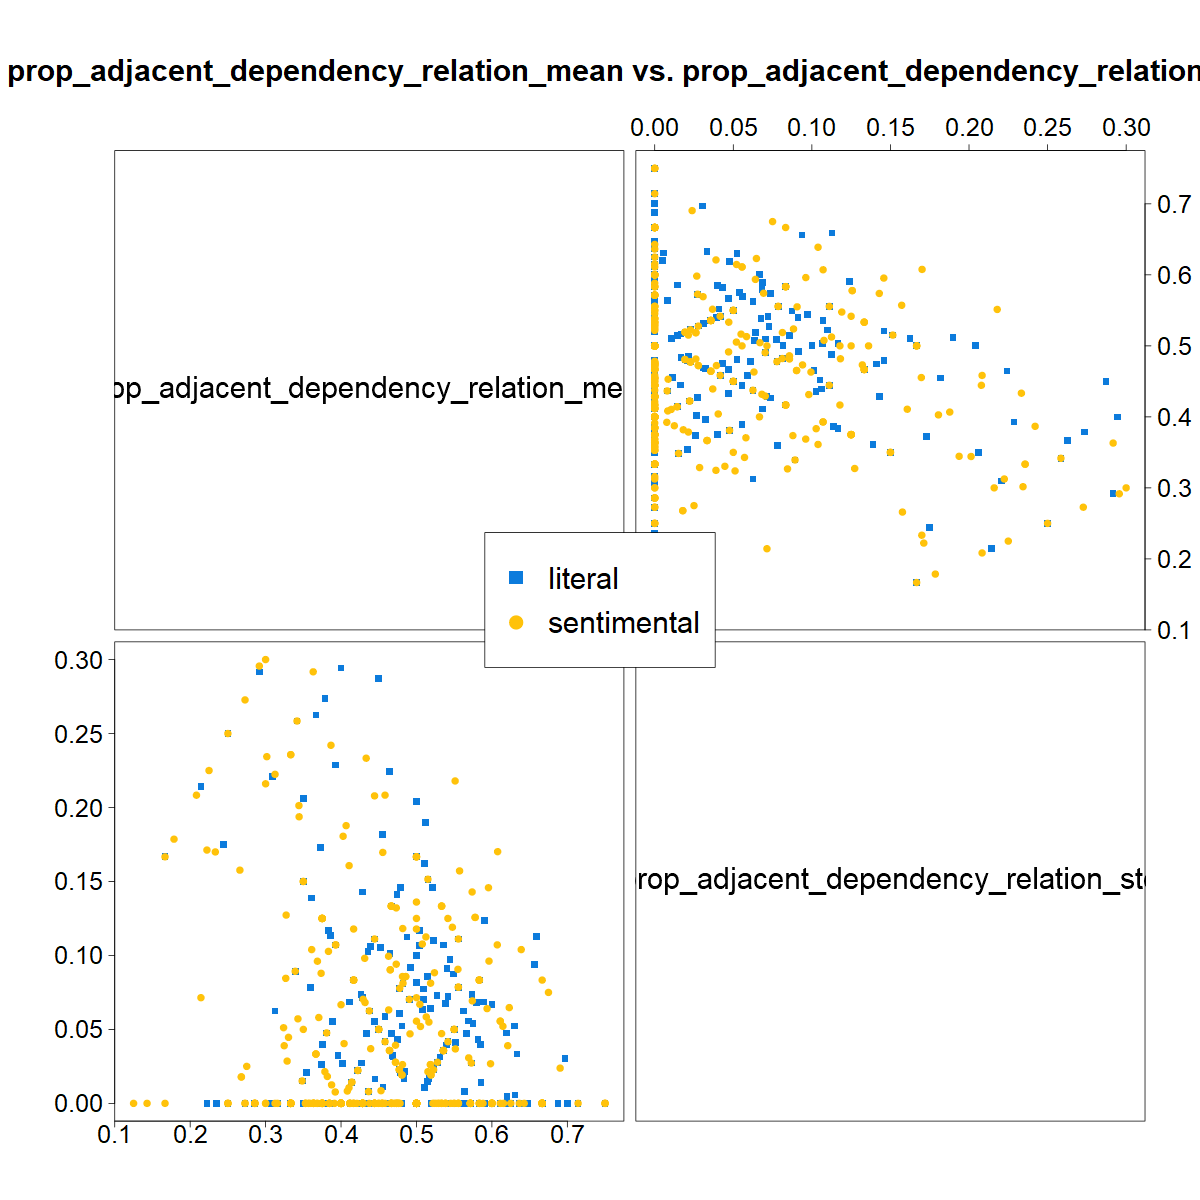 prop_adjacent_dependency_relation_mean vs. prop_adjacent_dependency_relation
0.00 0.05 0.10 0.15 0.20 0.25 0.30
op_adjacent_dependency_relation_me
0.7
0.6
0.5
0.4
0.3
0.2
0.1
literal
sentimental
0.30
0.25
0.20
0.15
0.10
0.05
0.00
rop_adjacent_dependency_relation_st
0.1 0.2 0.3 0.4 0.5 0.6 0.7